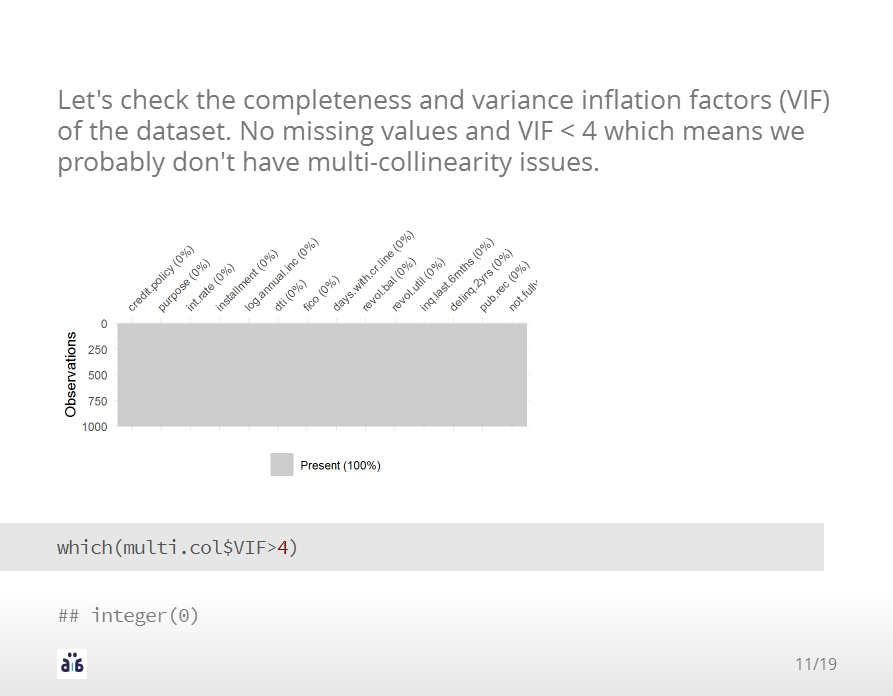 Let's check the completeness and variance inflation factors (VIF)
of the dataset. No missing values and VIF < 4 which means we
probably don't have multi-collinearity issues.
credit.policy (0%)
purpose (0%)
int.rate (0%)
installment (0%)
log.annual.inc (0%)
dti (0%)
fico (0%)
days.with.cr.line (0%)
revol.bal (0%)
revol.util (0%)
inq.last.6mths (0%)
delinq.2yrs (0%)
pub.rec (0%)
Observations
0
250
500
750
1000
Present (100%)
which(multi.col$VIF>4)
## integer(0)
11/19